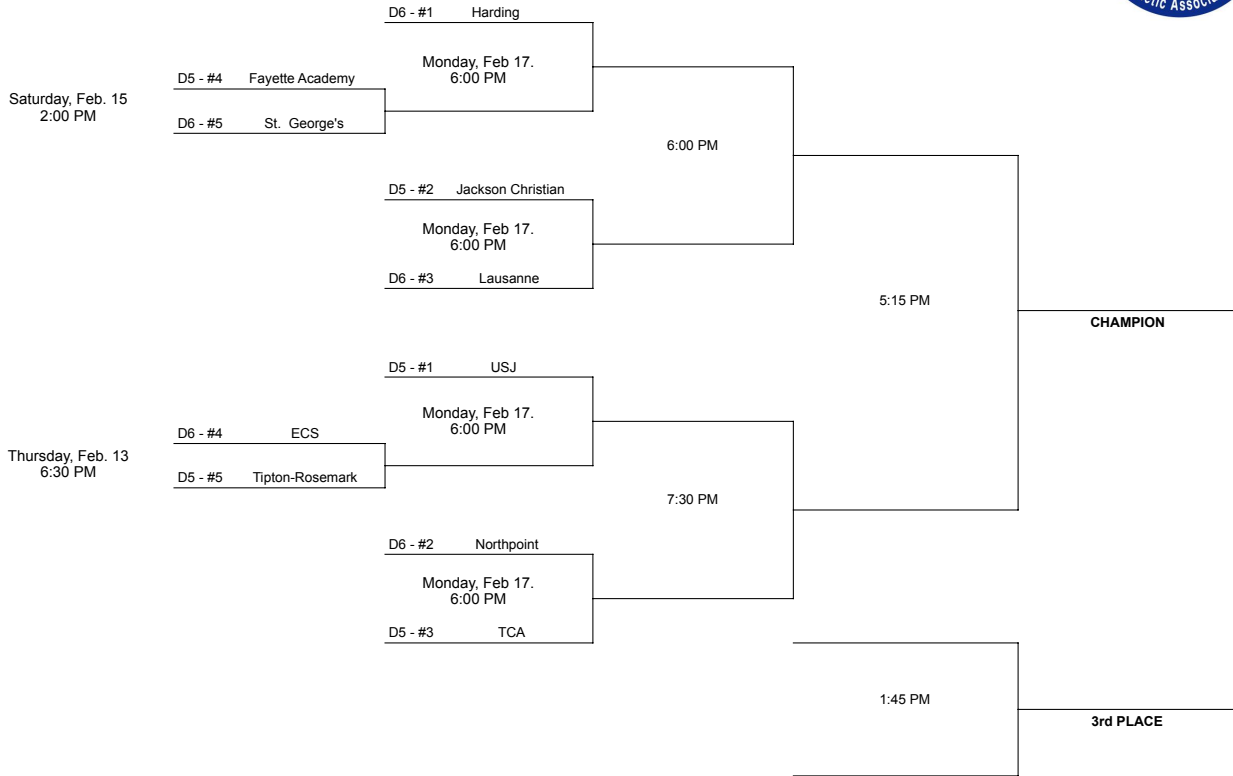 D6 - #1 Harding
Monday, Feb 17.
6:00 PM
D5 - #4 Fayette Academy
Saturday, Feb. 15
2:00 PM
D6 - #5 St. George's
6:00 PM
D5 - #2 Jackson Christian
Monday, Feb 17.
6:00 PM
D6 - #3 Lausanne
5:15 PM
CHAMPION
D5 - #1 USJ
Monday, Feb 17.
6:00 PM
D6 - #4 ECS
Thursday, Feb. 13
6:30 PM
D5 - #5 Tipton-Rosemark
7:30 PM
D6 - #2 Northpoint
Monday, Feb 17.
6:00 PM
D5 - #3 TCA
1:45 PM
3rd PLACE